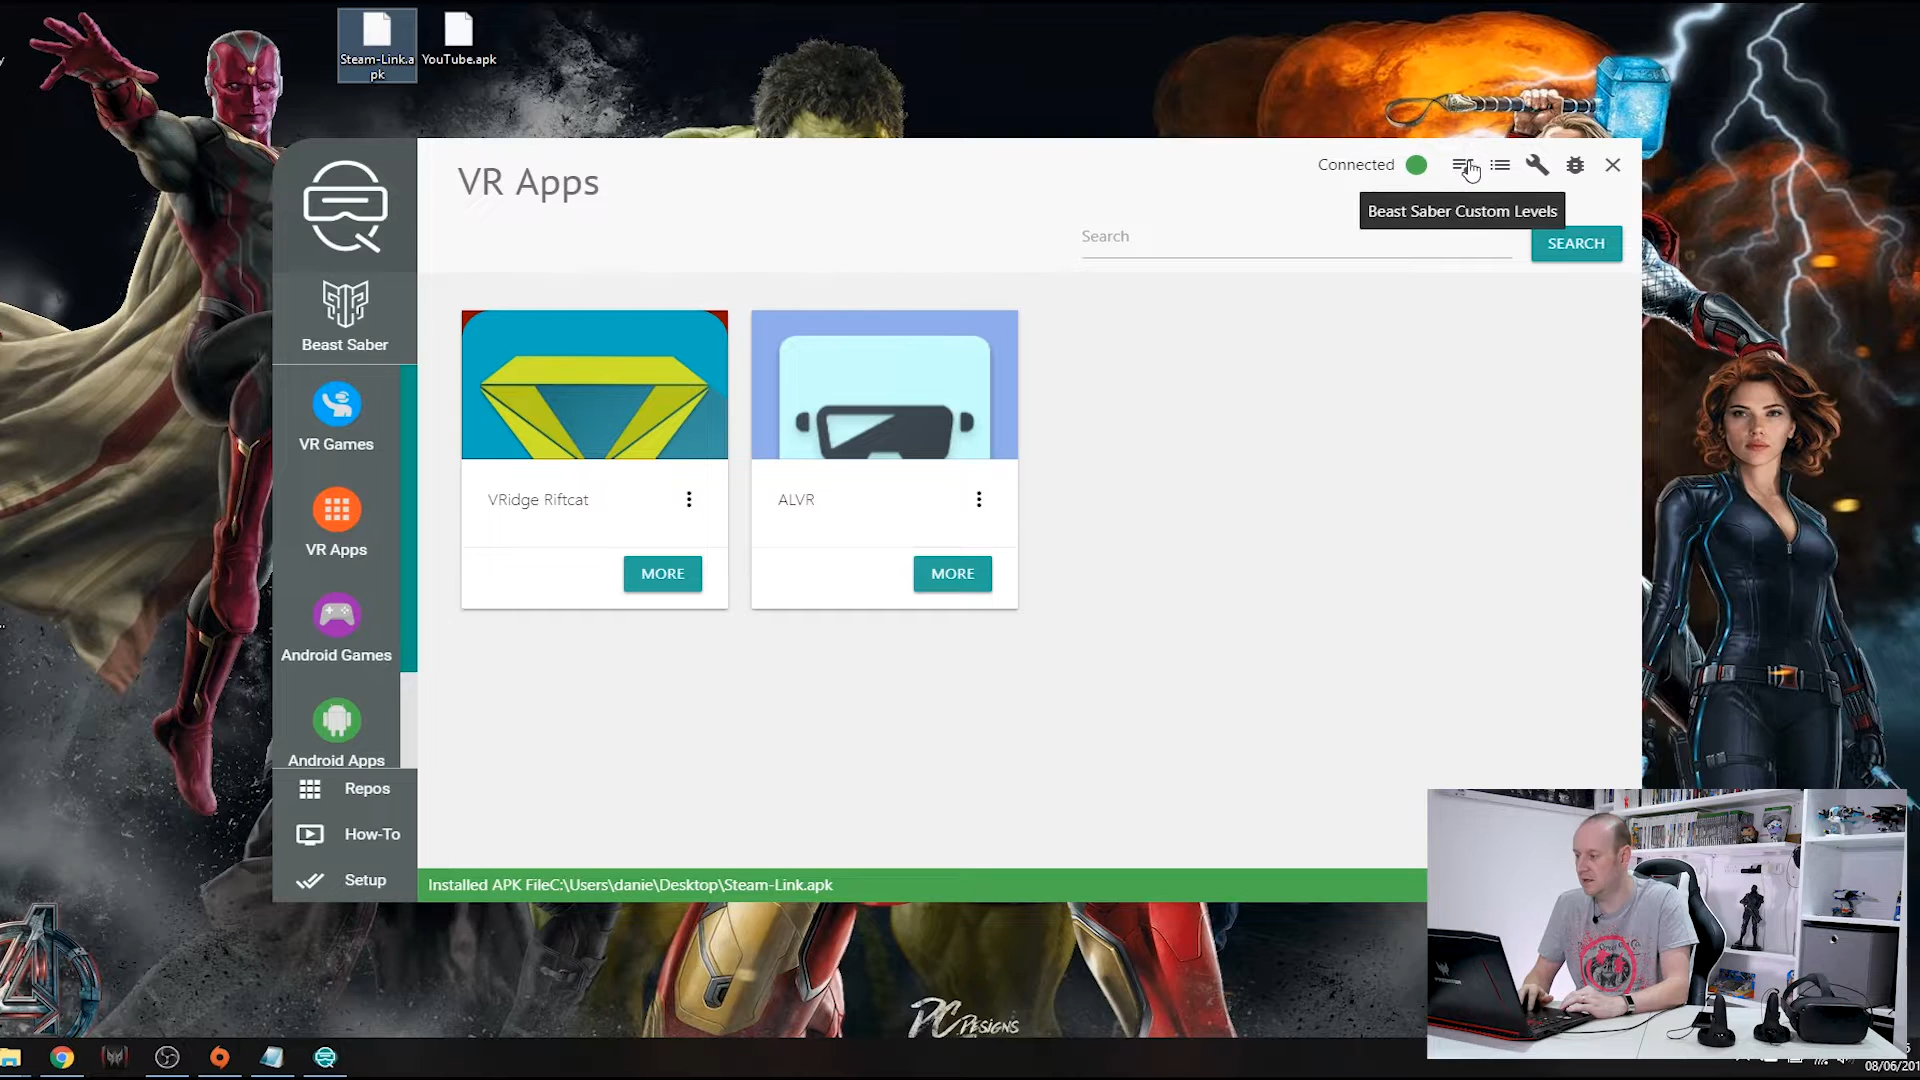 Steam-Link.a
pk
YouTube.apk
VR Apps
Connected
Beast Saber Custom Levels
Search
SEARCH
Beast Saber
VR Games
VR Apps
Android Games
Android Apps
Repos
How-To
Setup
VRidge Riftcat
MORE
ALVR
MORE
Installed APK FileC:\Users\danie\Desktop\Steam-Link.apk
DC DESIGNS
08/06/201